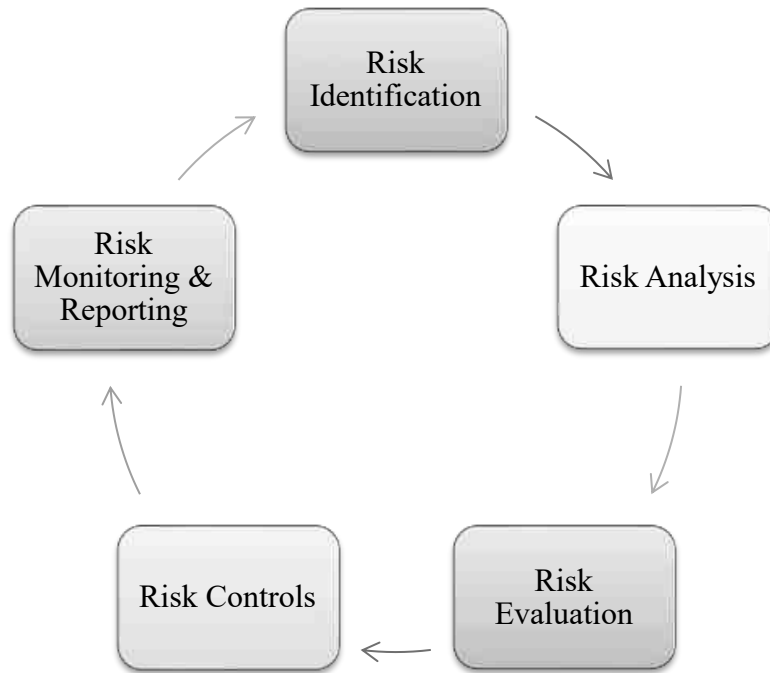 Risk
Identification
Risk Analysis
Risk
Evaluation
Risk Controls
Risk
Monitoring &
Reporting